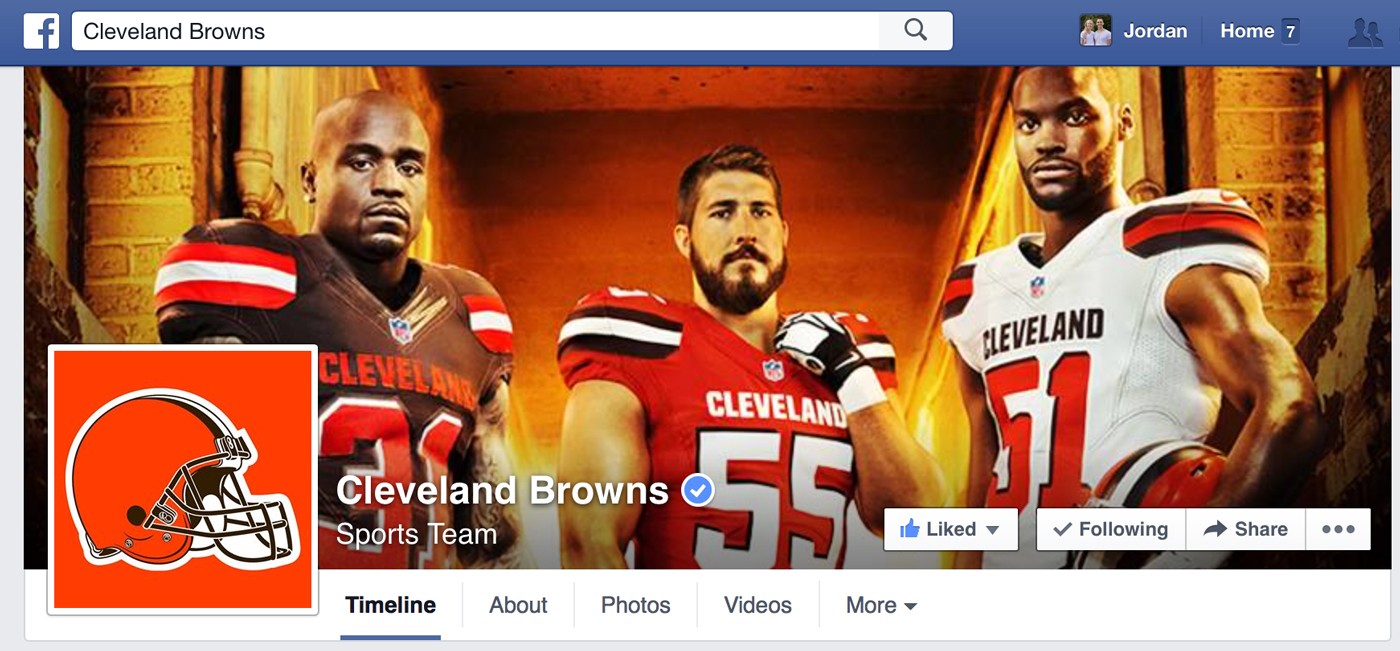 Cleveland Browns
Jordan
Home 7
CLEVELAND
31
CLEVELAND
55
CLEVELAND
51
Cleveland Browns
Sports Team
Liked
Following
Share
Timeline
About
Photos
Videos
More